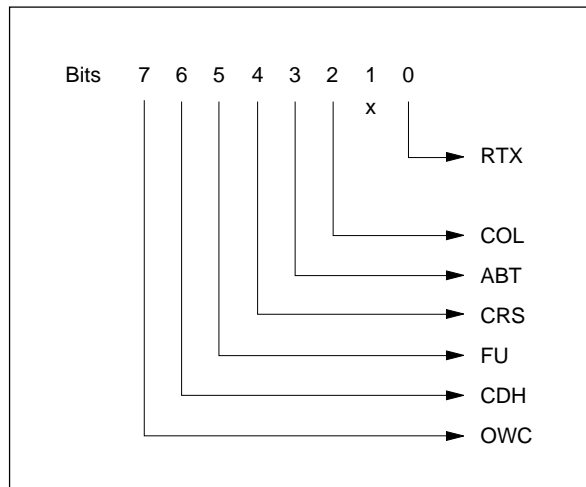 Bits 7 6 5 4 3 2 1 0
x
RTX
COL
ABT
CRS
FU
CDH
OWC